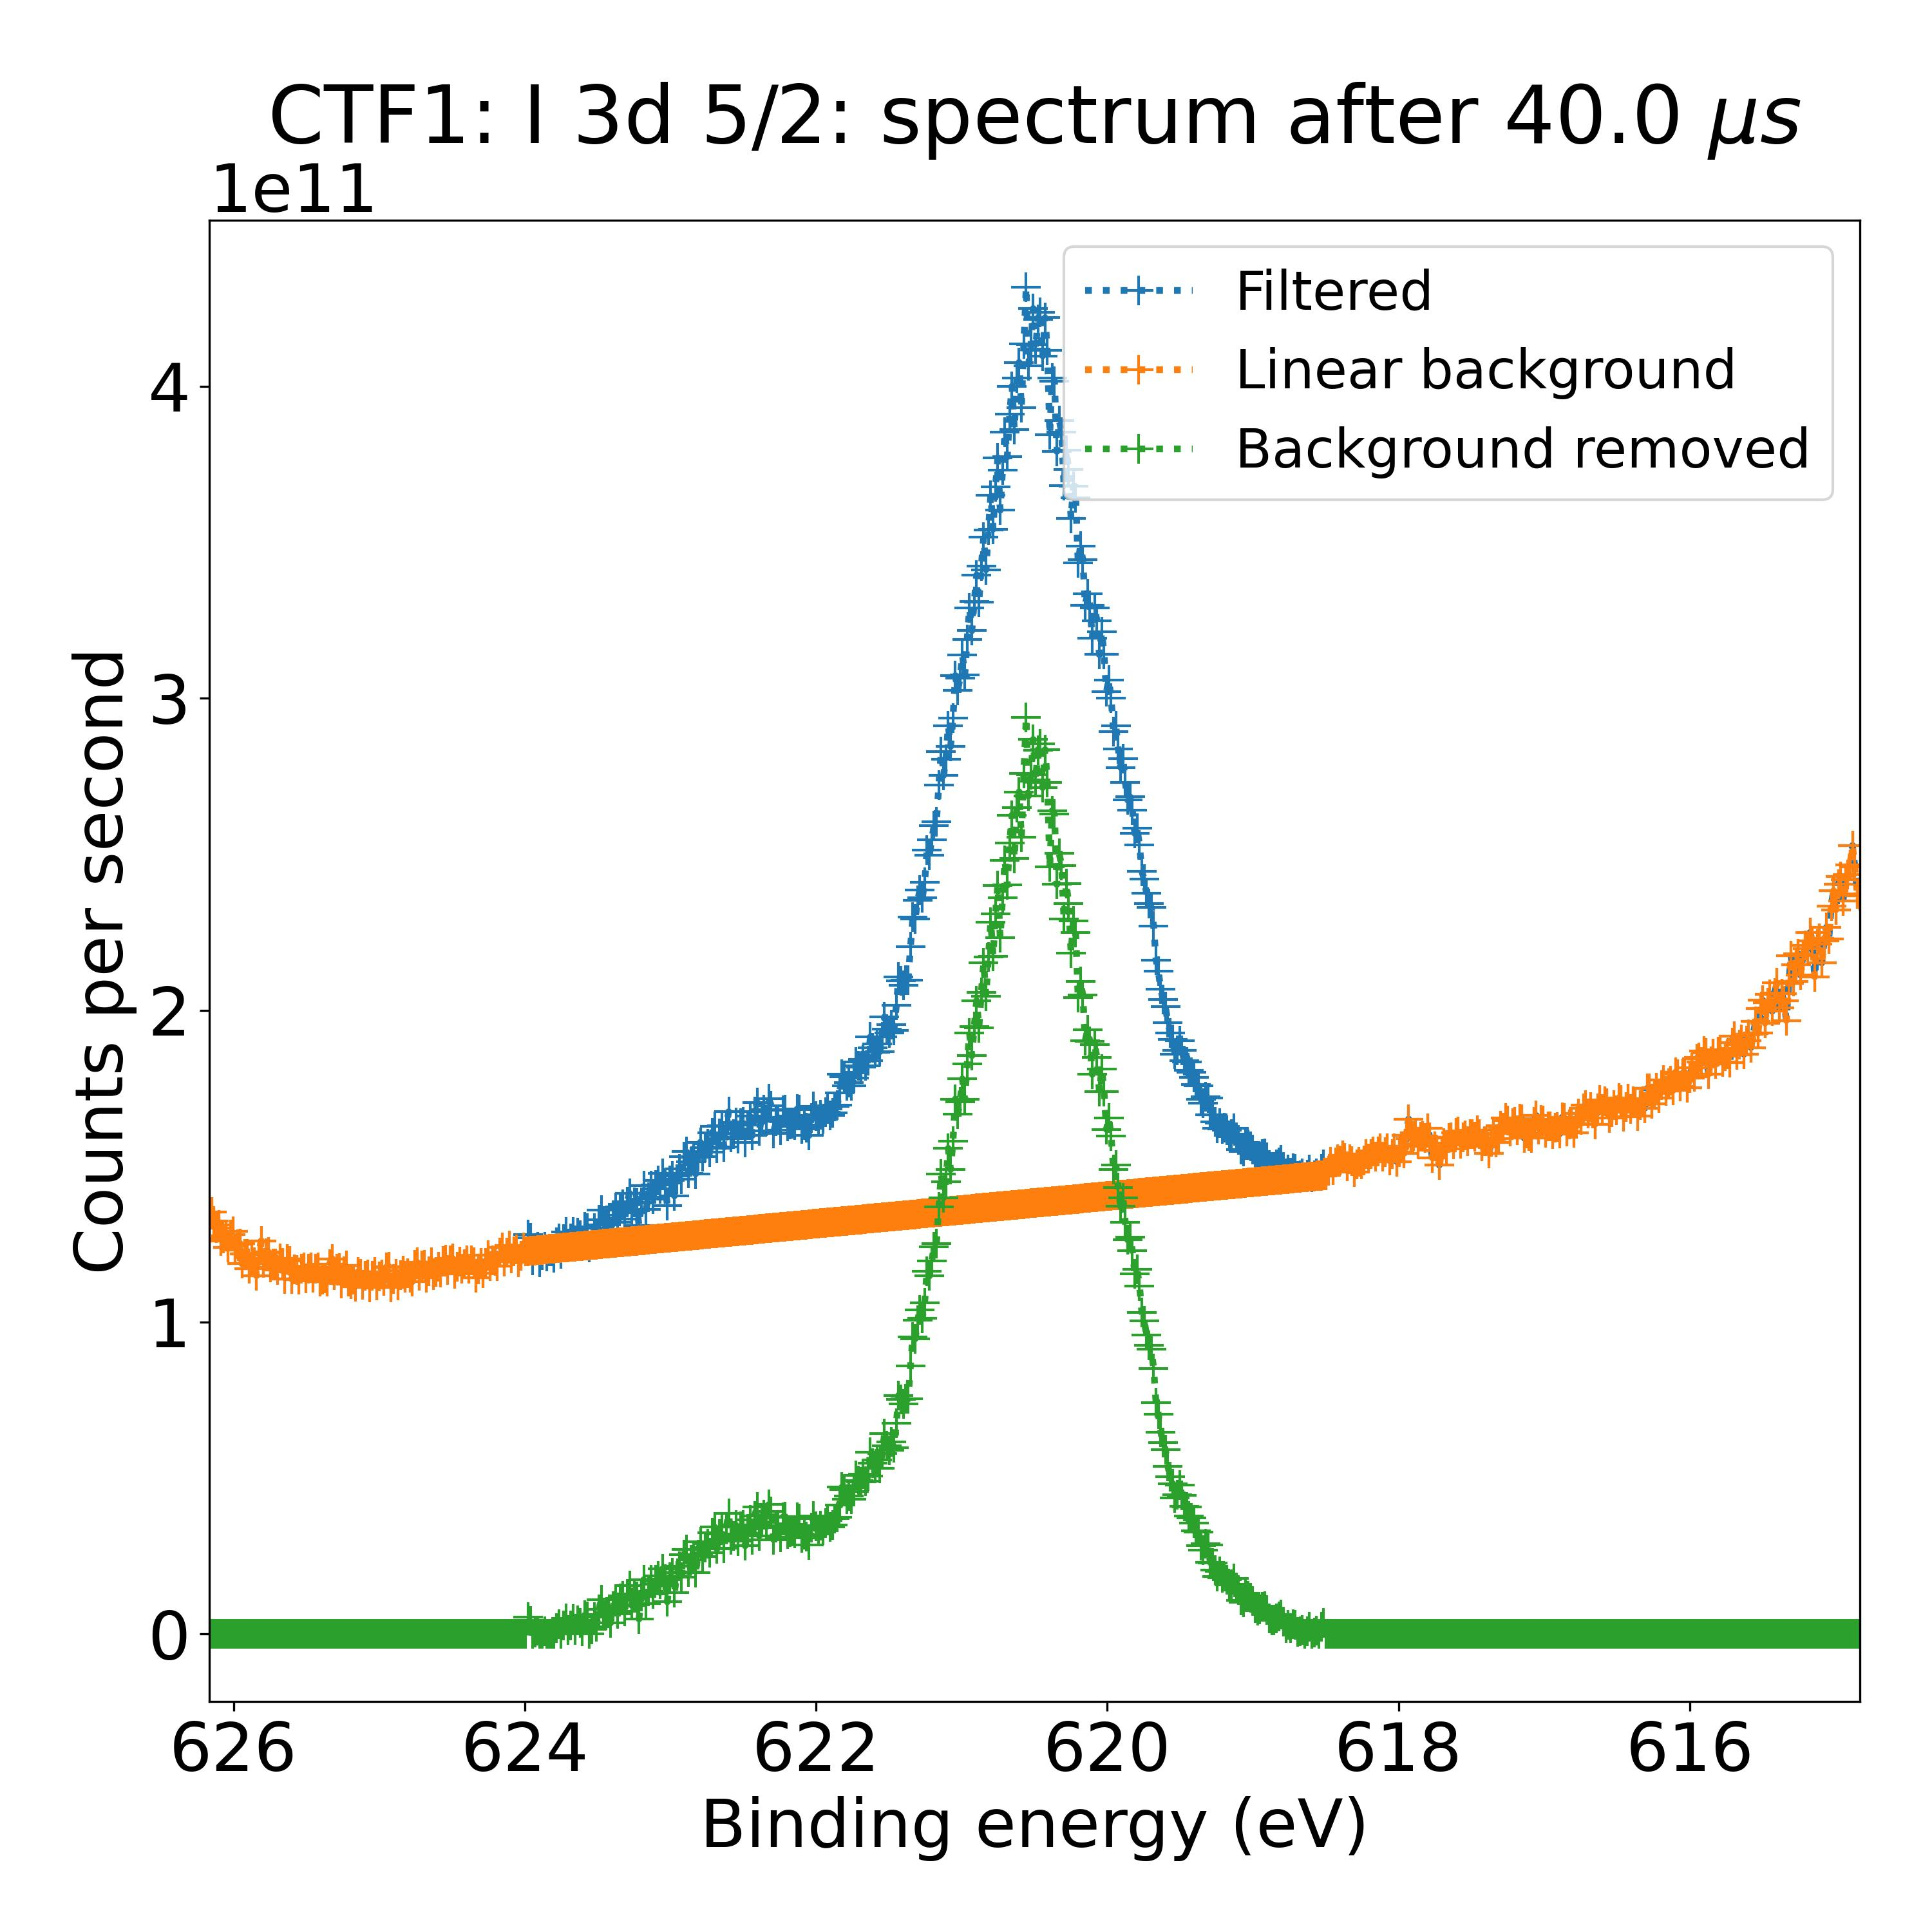 CTF1: I 3d 5/2: spectrum after 40.0 μs
1e11
Filtered
Linear background
Background removed
Counts per second
4
3
2
1
0
626 624 622 620 618 616
Binding energy (eV)